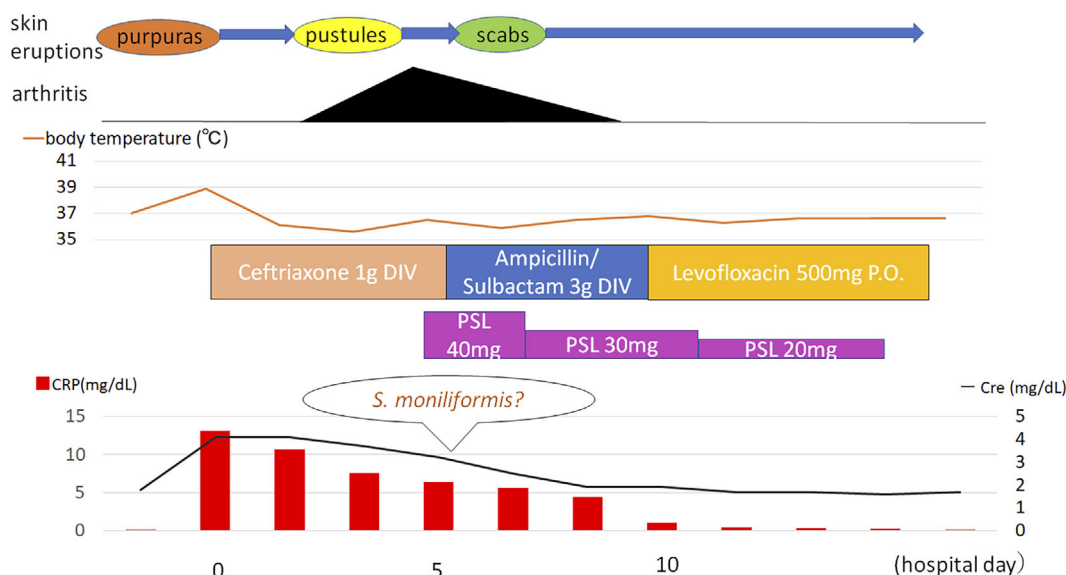 skin
eruptions
purpuras
pustules
scabs
arthritis
body temperature (℃)
41
39
37
35
Ceftriaxone 1g DIV
Ampicillin/
Sulbactam 3g DIV
Levofloxacin 500mg P.O.
PSL
40mg
PSL 30mg
PSL 20mg
CRP(mg/dL)
S. moniliformis?
Cre (mg/dL)
15
10
5
0
5
4
3
2
1
0
0
5
10
(hospital day)